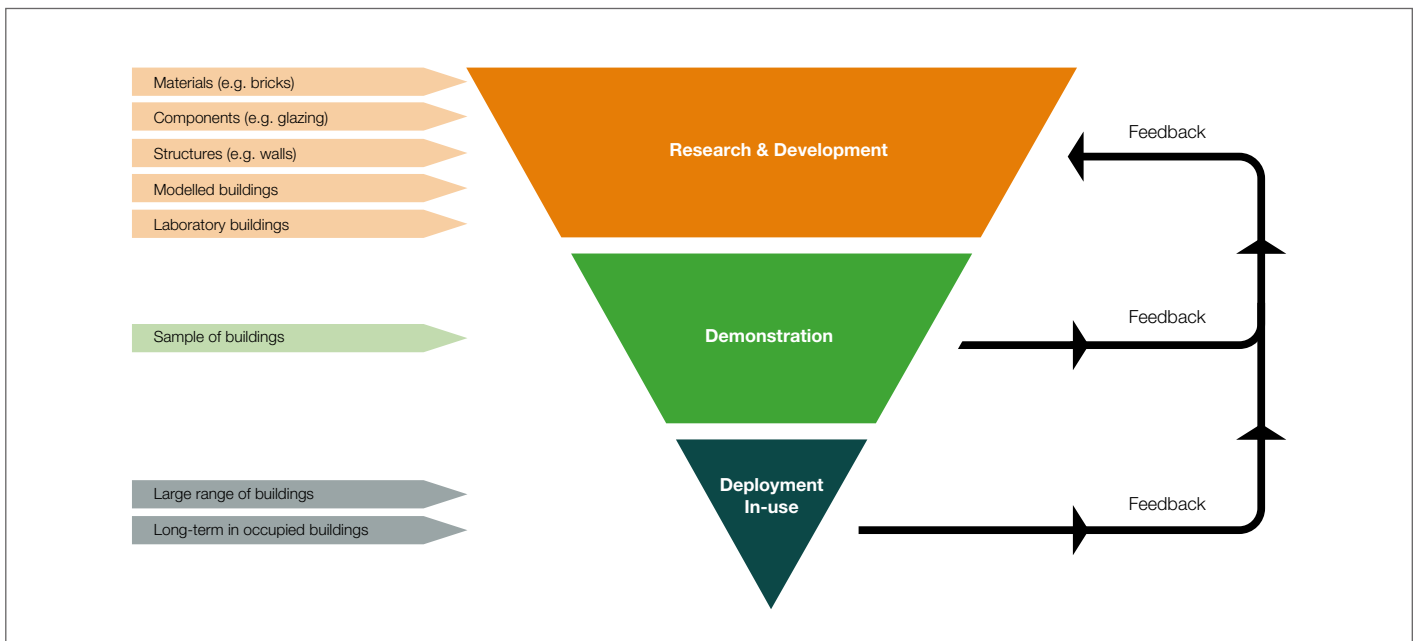 Materials (e.g. bricks)
Components (e.g. glazing)
Structures (e.g. walls)
Modelled buildings
Laboratory buildings
Research & Development
Feedback
Sample of buildings
Demonstration
Feedback
Large range of buildings
Long-term in occupied buildings
Deployment
In-use
Feedback